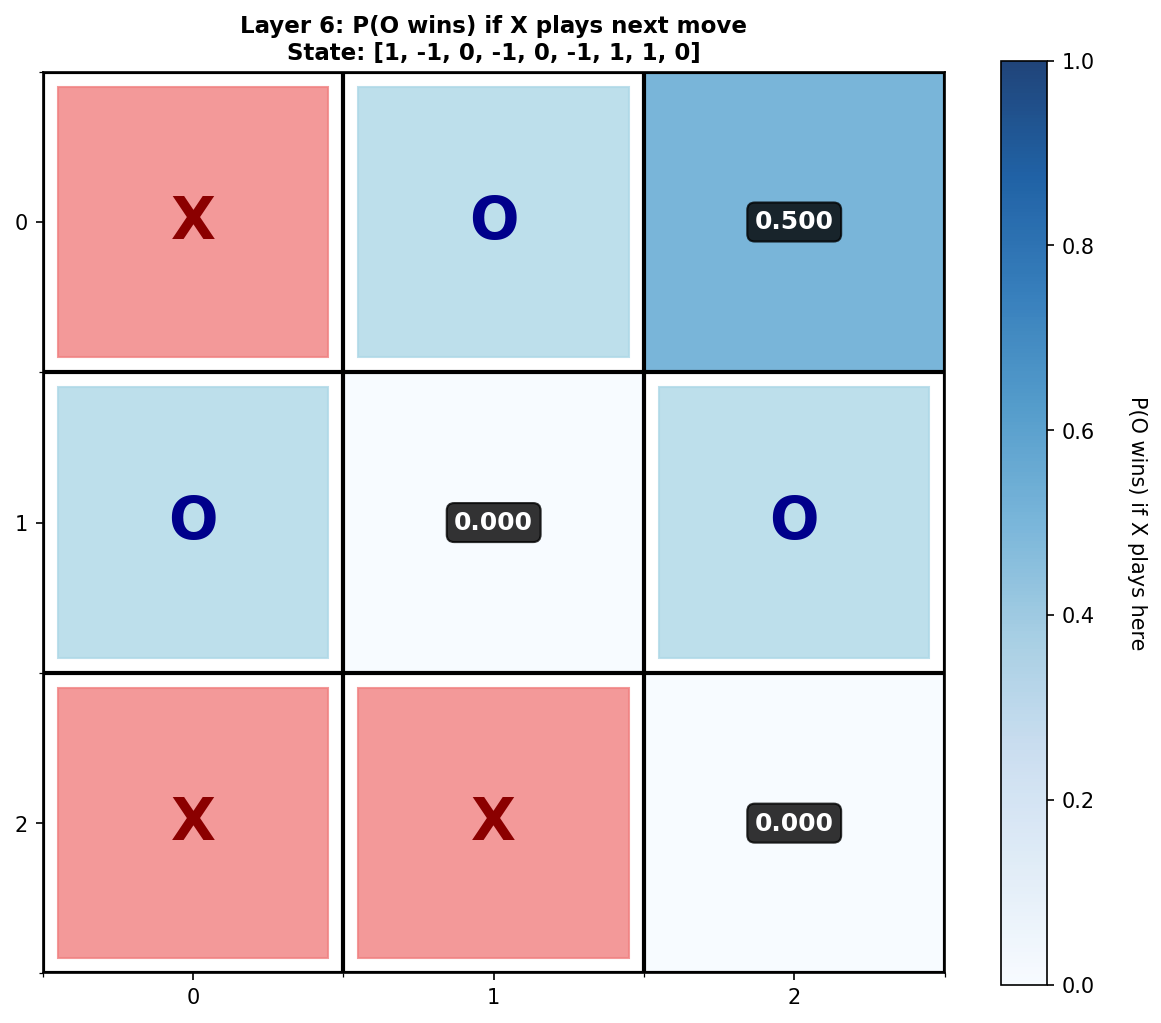 Layer 6: P(O wins) if X plays next move
State: [1, -1, 0, -1, 0, -1, 1, 1, 0]
0
X
O
0.500
1
O
0.000
O
2
X
X
0.000
0
1
2
1.0
0.8
0.6
0.4
0.2
0.0
P(O wins) if X plays here